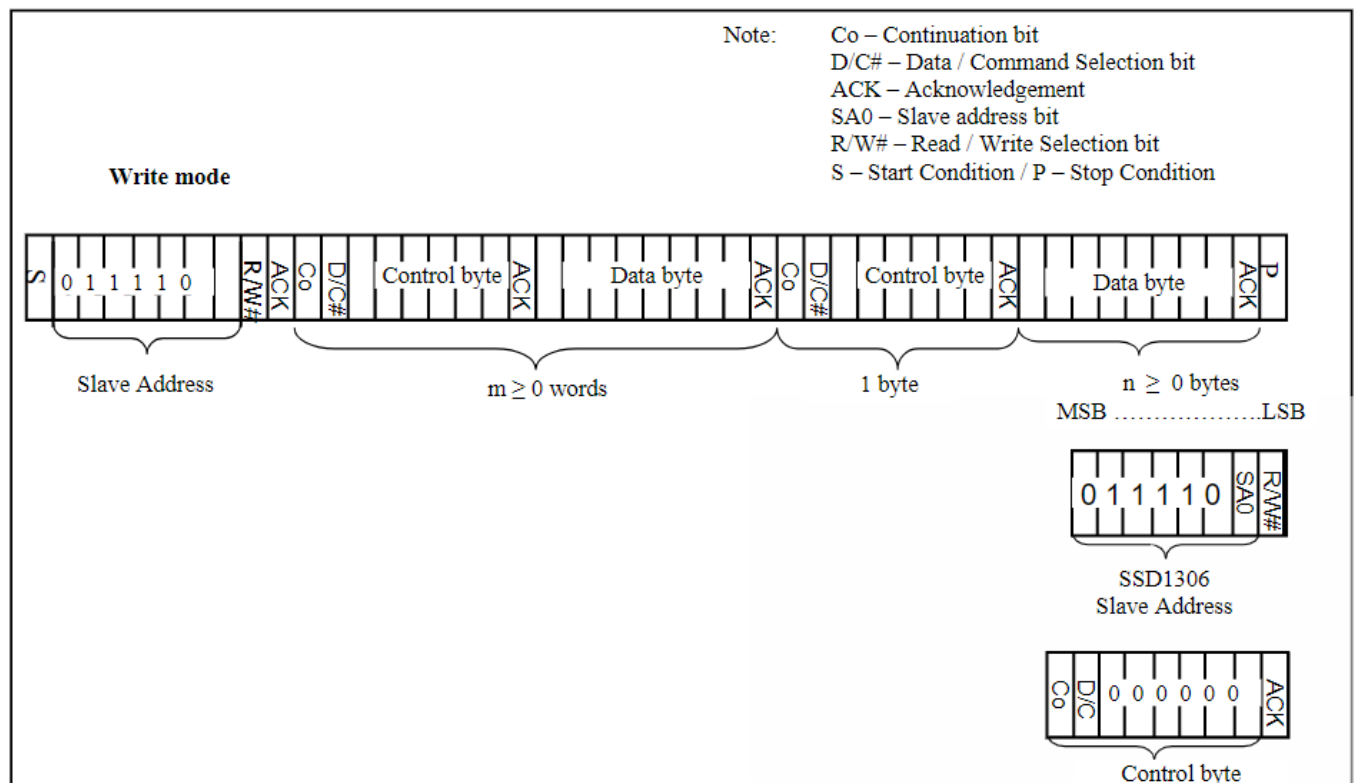 Note: Co – Continuation bit
D/C# – Data / Command Selection bit
ACK – Acknowledgement
SA0 – Slave address bit
R/W# – Read / Write Selection bit
S – Start Condition / P – Stop Condition
Write mode
S 0 1 1 1 1 0 R/W# ACK Co D/C# Control byte ACK Data byte ACK Co D/C# Control byte ACK Data byte ACK P
Slave Address m ≥ 0 words 1 byte n ≥ 0 bytes
MSB ……………….LSB
0 1 1 1 1 0 SA0 R/W#
SSD1306
Slave Address
Co D/C 0 0 0 0 0 0 ACK
Control byte